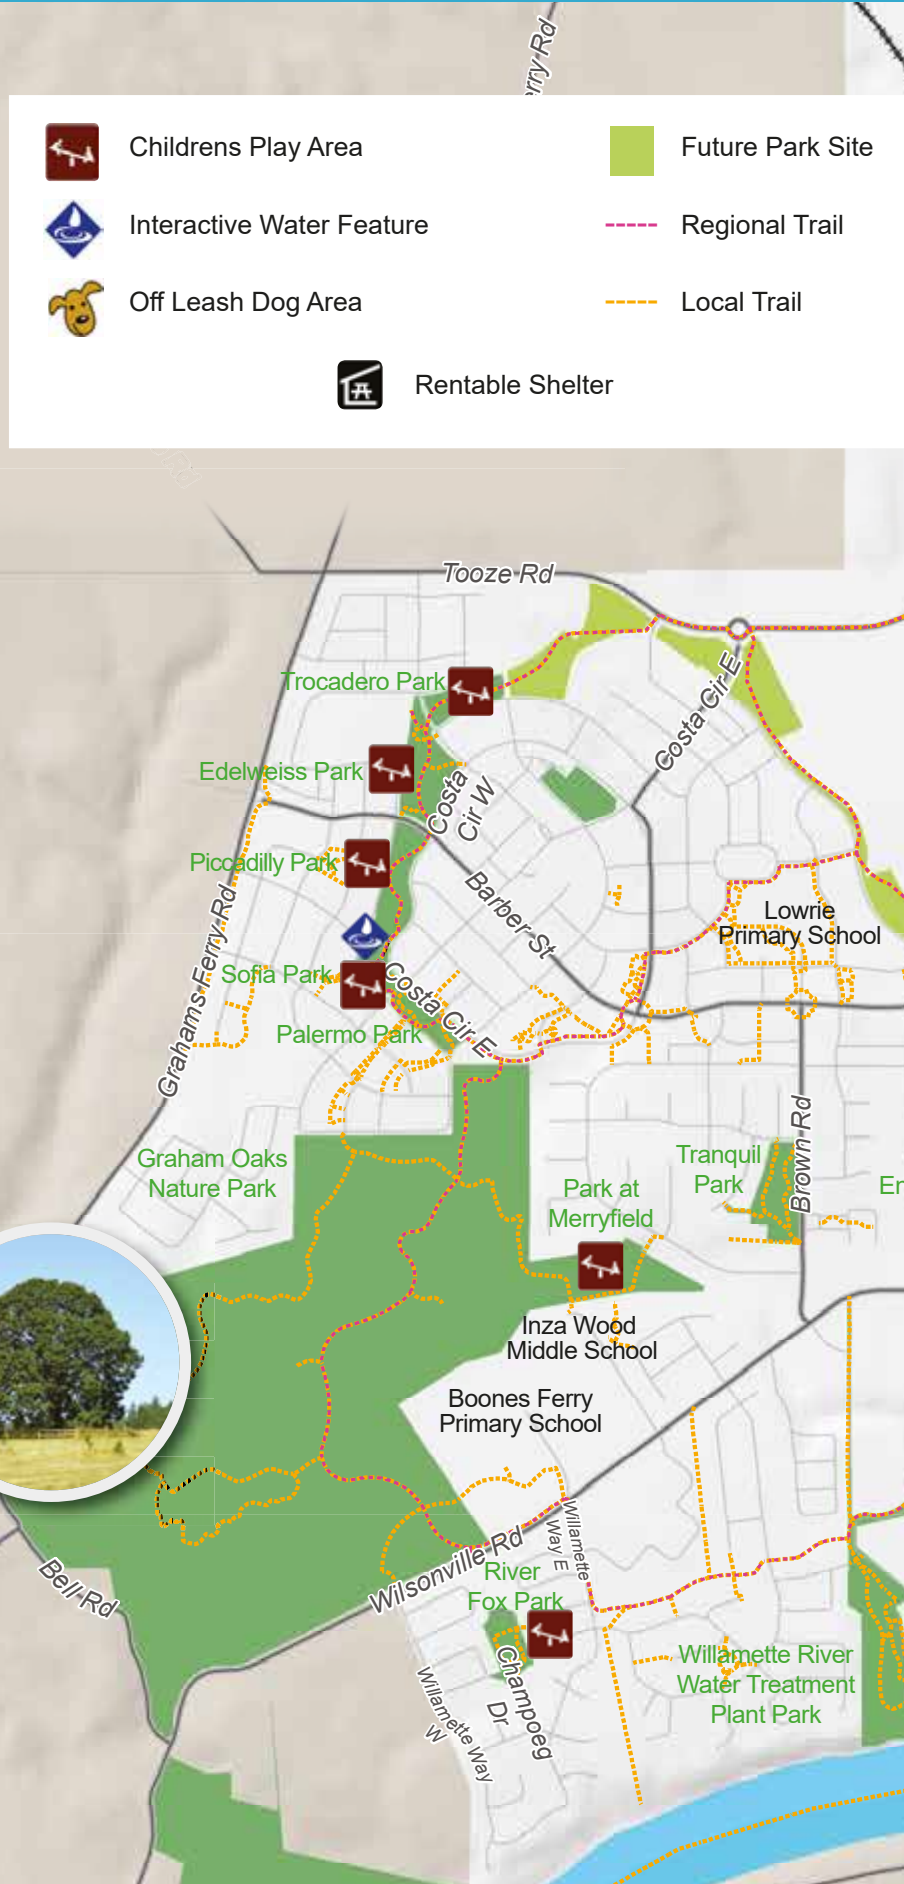 Childrens Play Area
Future Park Site
Interactive Water Feature
Regional Trail
Off Leash Dog Area
Local Trail
Rentable Shelter
Tooze Rd
Trocadero Park
Costa Cir E
Edelweiss Park
Costa
Cir W
Piccadilly Park
Barber St
Lowrie
Primary School
Grahams Ferry Rd
Sofia Park
Costa Cir E
Palermo Park
Graham Oaks
Nature Park
Tranquil
Park
Brown Rd
Park at
Merryfield
Inza Wood
Middle School
Boones Ferry
Primary School
Willamette
Way E
Wilsonville Rd
Bell Rd
River
Fox Park
Champoeg
Dr
Willamette Way
W
Willamette River
Water Treatment
Plant Park